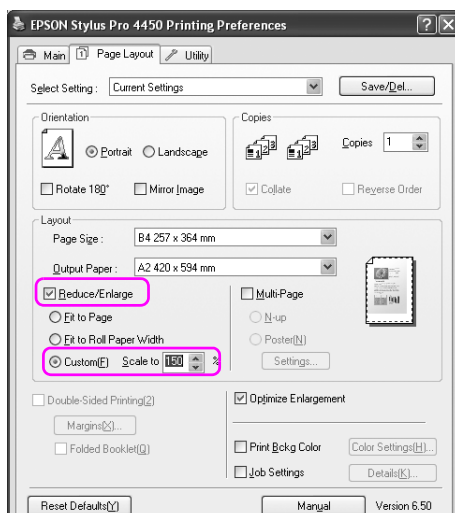 EPSON Stylus Pro 4450 Printing Preferences
Main Page Layout Utility
Select Setting : Current Settings Save/Del...
Orientation Copies
A Portrait Landscape Copies 1
Rotate 180° Mirror Image Collate Reverse Order
Layout
Page Size : B4 257 x 364 mm
Output Paper : A2 420 x 594 mm
Reduce/Enlarge Multi-Page
Fit to Page N-up
Fit to Roll Paper Width Poster(N)
Custom(F) Scale to 150 % Settings...
Double-Sided Printing(2) Optimize Enlargement
Margins(X)...
Folded Booklet(Q) Print Bckg Color Color Settings(H)...
Job Settings Details(K)...
Reset Defaults(Y) Manual Version 6.50